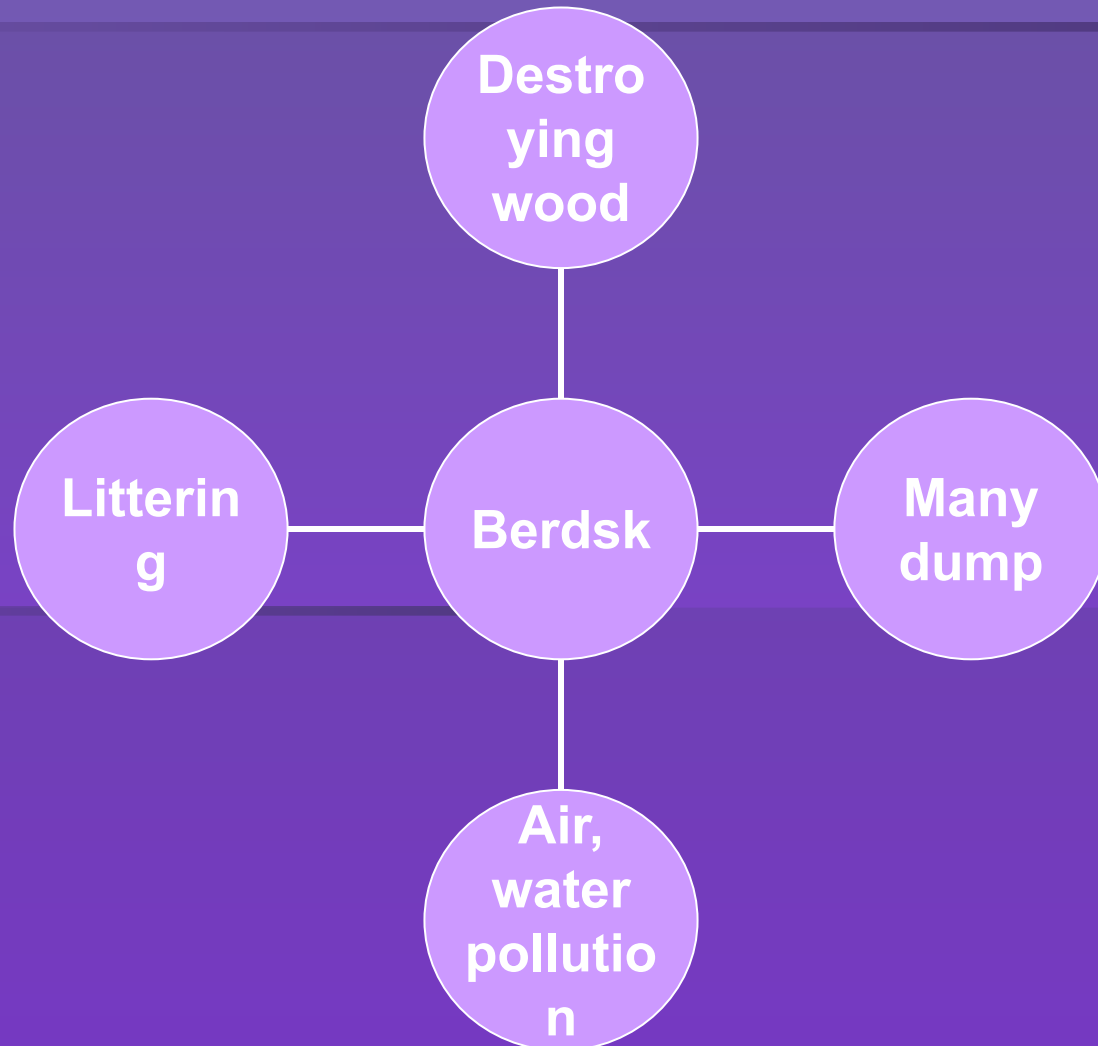 Destro
ying
wood
Litterin
g
Berdsk
Many
dump
Air,
water
pollutio
n